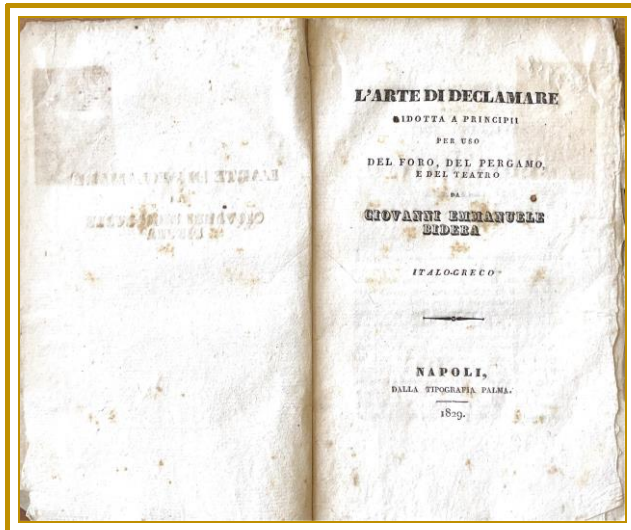 L'ARTE DI DECLAMARE
RIDOTTA A PRINCIPII
PER USO
DEL FORO, DEL PERGAMO,
E DEL TEATRO
DA
GIOVANNI EMMANUELE
BIDERA
ITALO-GRECO
NAPOLI,
DALLA TIPOGRAFIA PALMA.
1829.